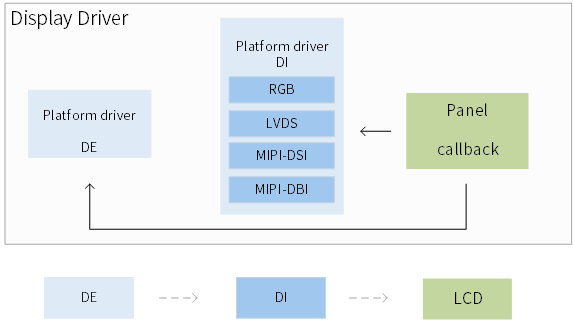 Display Driver
Platform driver
DE
Platform driver
DI
RGB
LVDS
MIPI-DSI
MIPI-DBI
Panel
callback
DE
DI
LCD